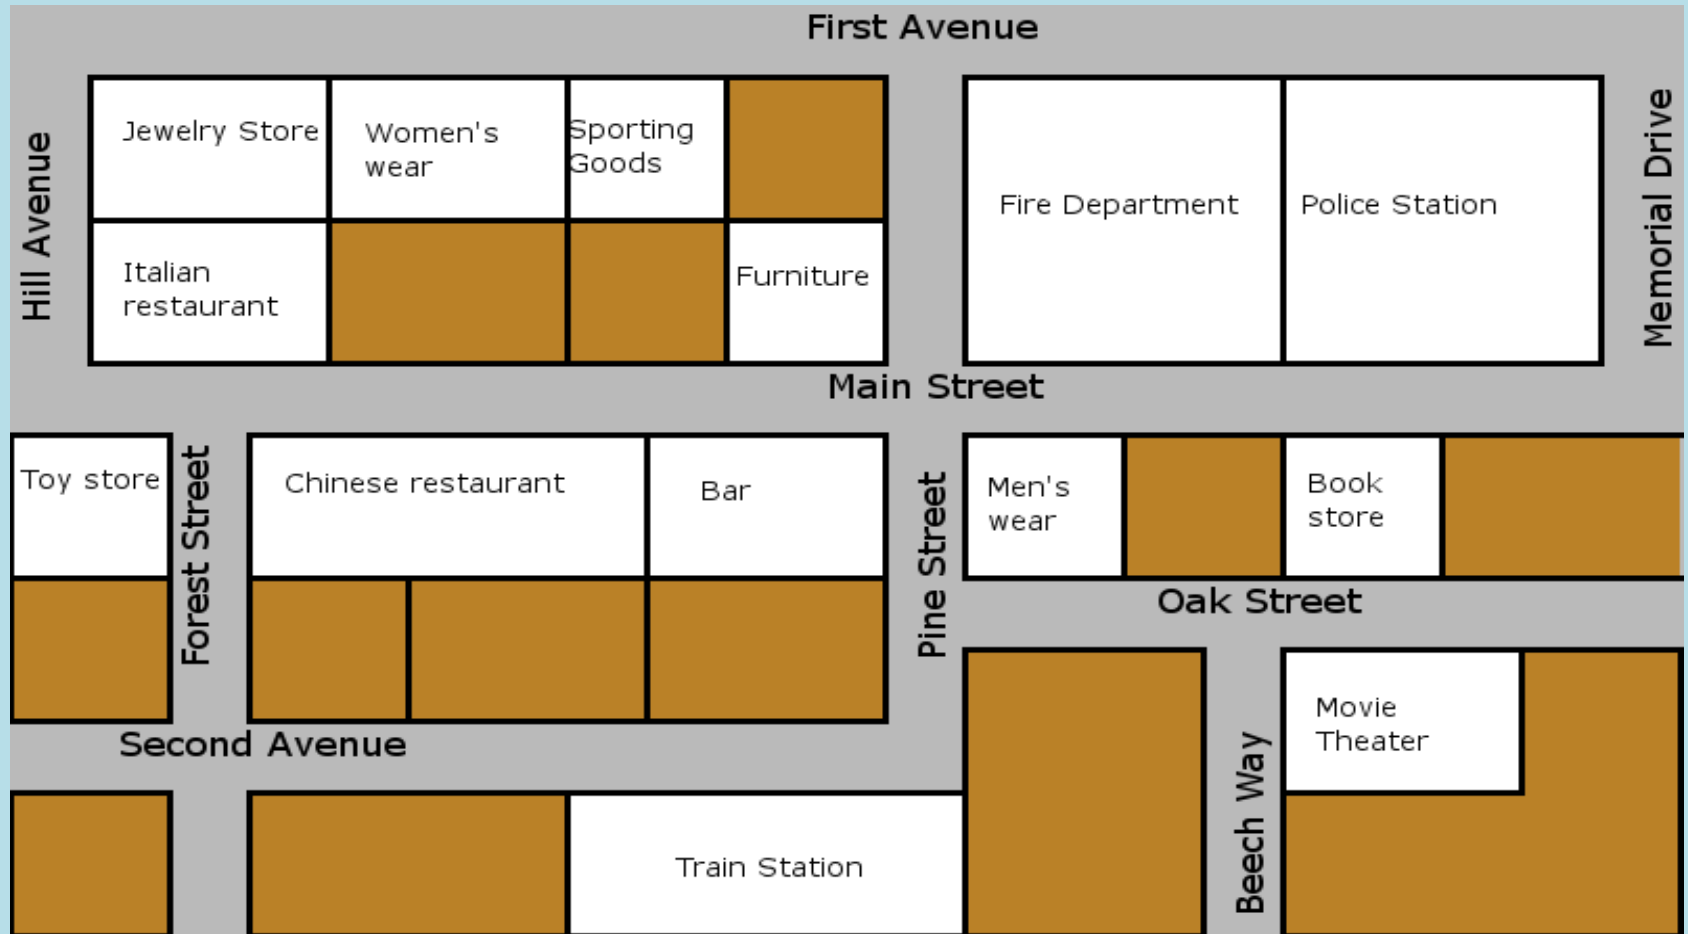 First Avenue
Hill Avenue
Jewelry Store
Women's
wear
Sporting
Goods
Italian
restaurant
Furniture
Fire Department
Police Station
Memorial Drive
Main Street
Toy store
Forest Street
Chinese restaurant
Bar
Pine Street
Men's
wear
Book
store
Oak Street
Second Avenue
Train Station
Beech Way
Movie
Theater